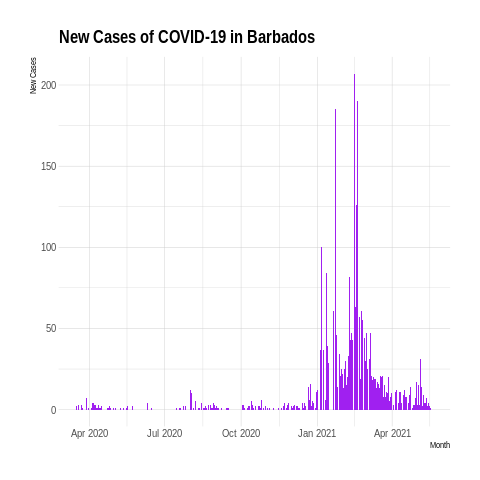 New Cases of COVID-19 in Barbados
New Cases
200
150
100
50
0
Apr 2020 Jul 2020 Oct 2020 Jan 2021 Apr 2021
Month